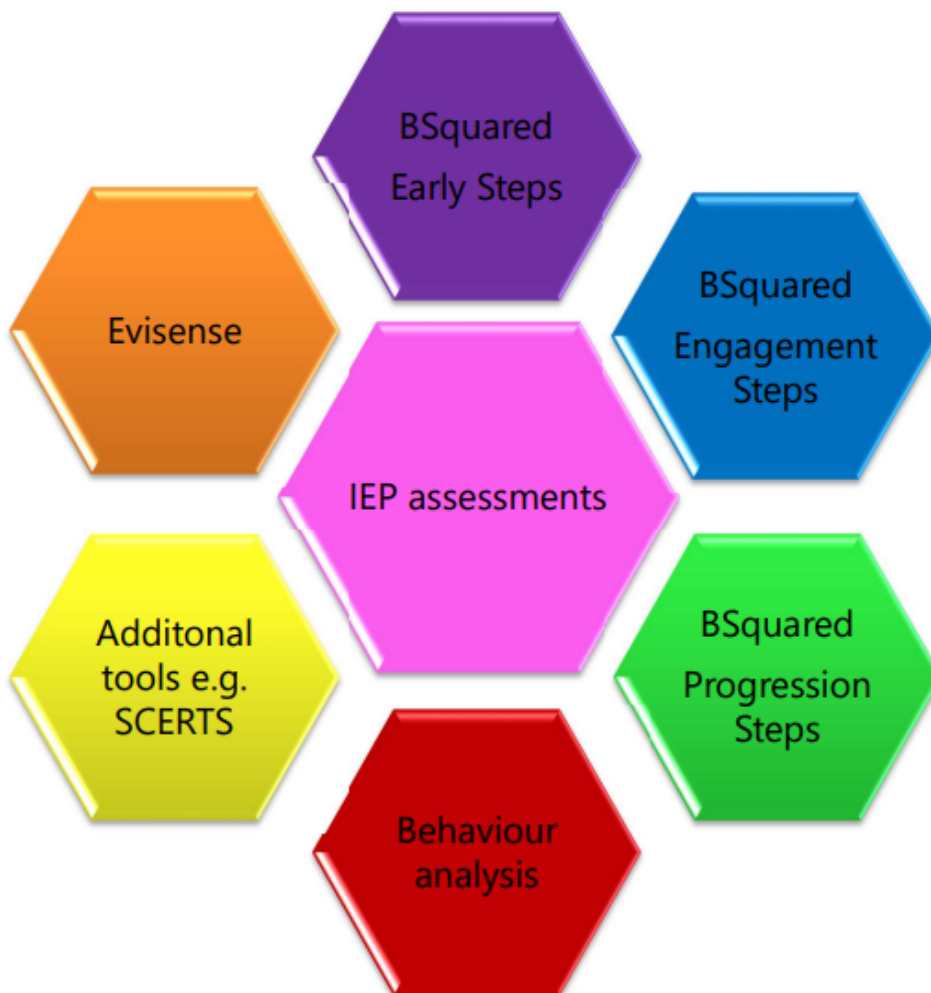 BSquared
Early Steps
Evisense
BSquared
Engagement
Steps
IEP assessments
Additonal
tools e.g.
SCERTS
BSquared
Progression
Steps
Behaviour
analysis